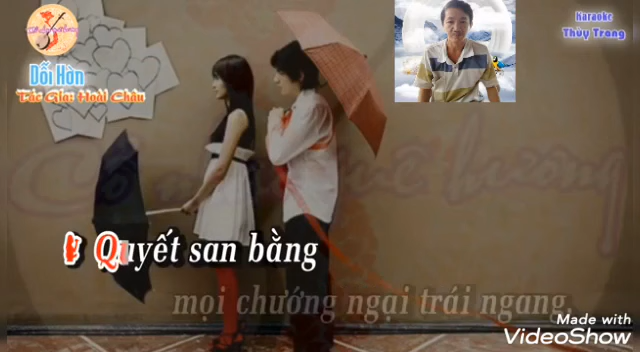 Karaoke
Thùy Trang
Dỗi Hờn
Tác Giả: Hoài Châu
Quyết san bằng
mọi chướng ngại trái ngang.
Made with
VideoShow